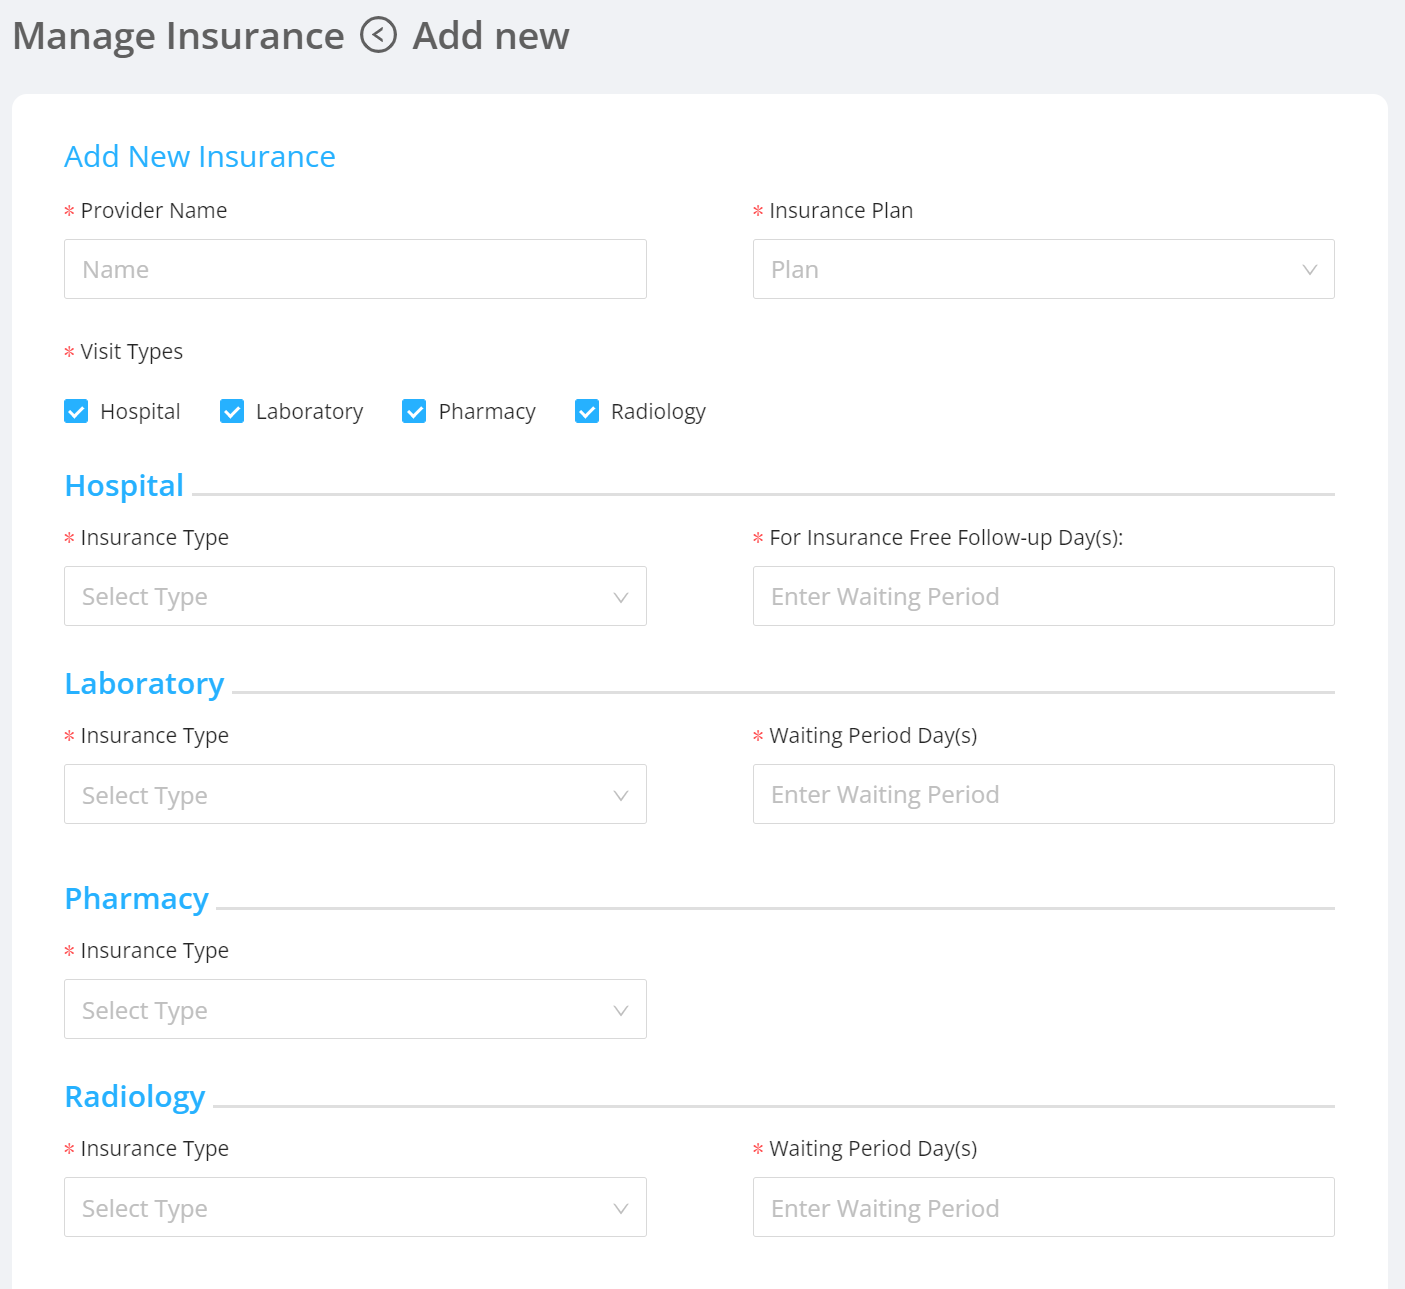 Manage Insurance < Add new
Add New Insurance
* Provider Name
* Insurance Plan
Name
Plan
* Visit Types
Hospital
Laboratory
Pharmacy
Radiology
Hospital
* Insurance Type
* For Insurance Free Follow-up Day(s):
Select Type
Enter Waiting Period
Laboratory
* Insurance Type
* Waiting Period Day(s)
Select Type
Enter Waiting Period
Pharmacy
* Insurance Type
Select Type
Radiology
* Insurance Type
* Waiting Period Day(s)
Select Type
Enter Waiting Period